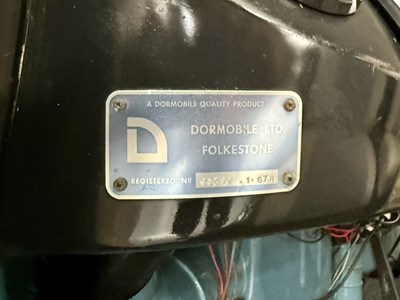 A DORMOBILE QUALITY PRODUCT
D
DORMOBILE LTD.
FOLKESTONE
REGISTERED Nº